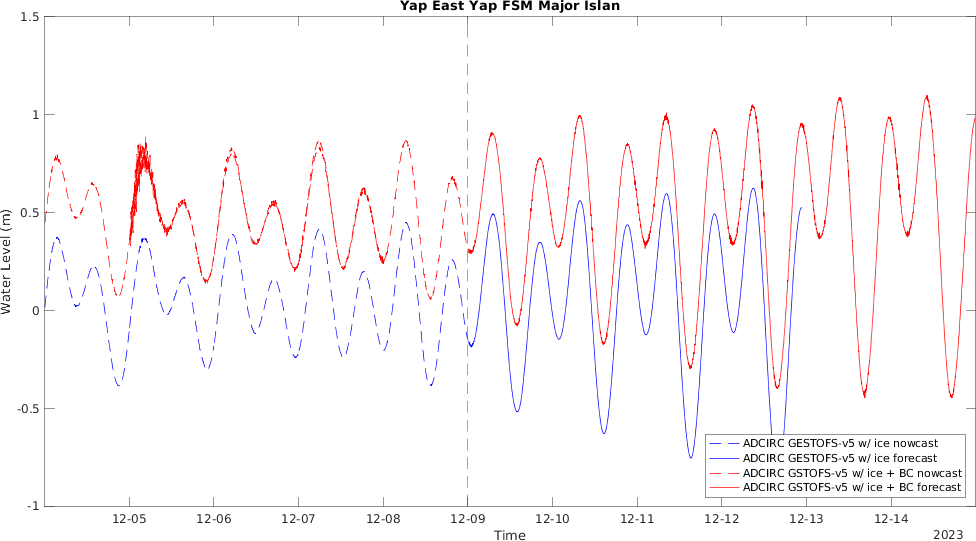 Yap East Yap FSM Major Islan
1.5
1
0.5
0
-0.5
-1
Water Level (m)
12-05 12-06 12-07 12-08 12-09 12-10 12-11 12-12 12-13 12-14
Time
2023
ADCIRC GESTOFS-v5 w/ ice nowcast
ADCIRC GESTOFS-v5 w/ ice forecast
ADCIRC GSTOFS-v5 w/ ice + BC nowcast
ADCIRC GSTOFS-v5 w/ ice + BC forecast